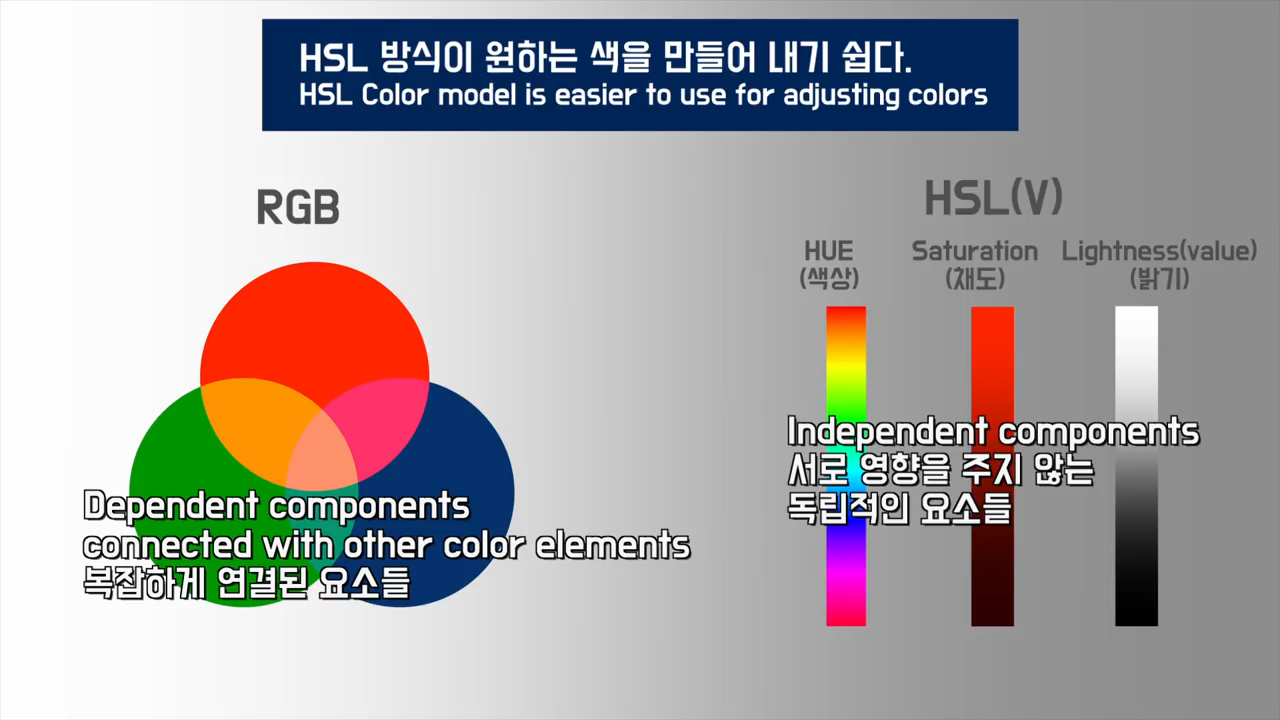 HSL 방식이 원하는 색을 만들어 내기 쉽다.
HSL Color model is easier to use for adjusting colors
RGB
Dependent components
connected with other color elements
복잡하게 연결된 요소들
HSL(V)
HUE
(색상)
Saturation
(채도)
Lightness(value)
(밝기)
Independent components
서로 영향을 주지 않는
독립적인 요소들